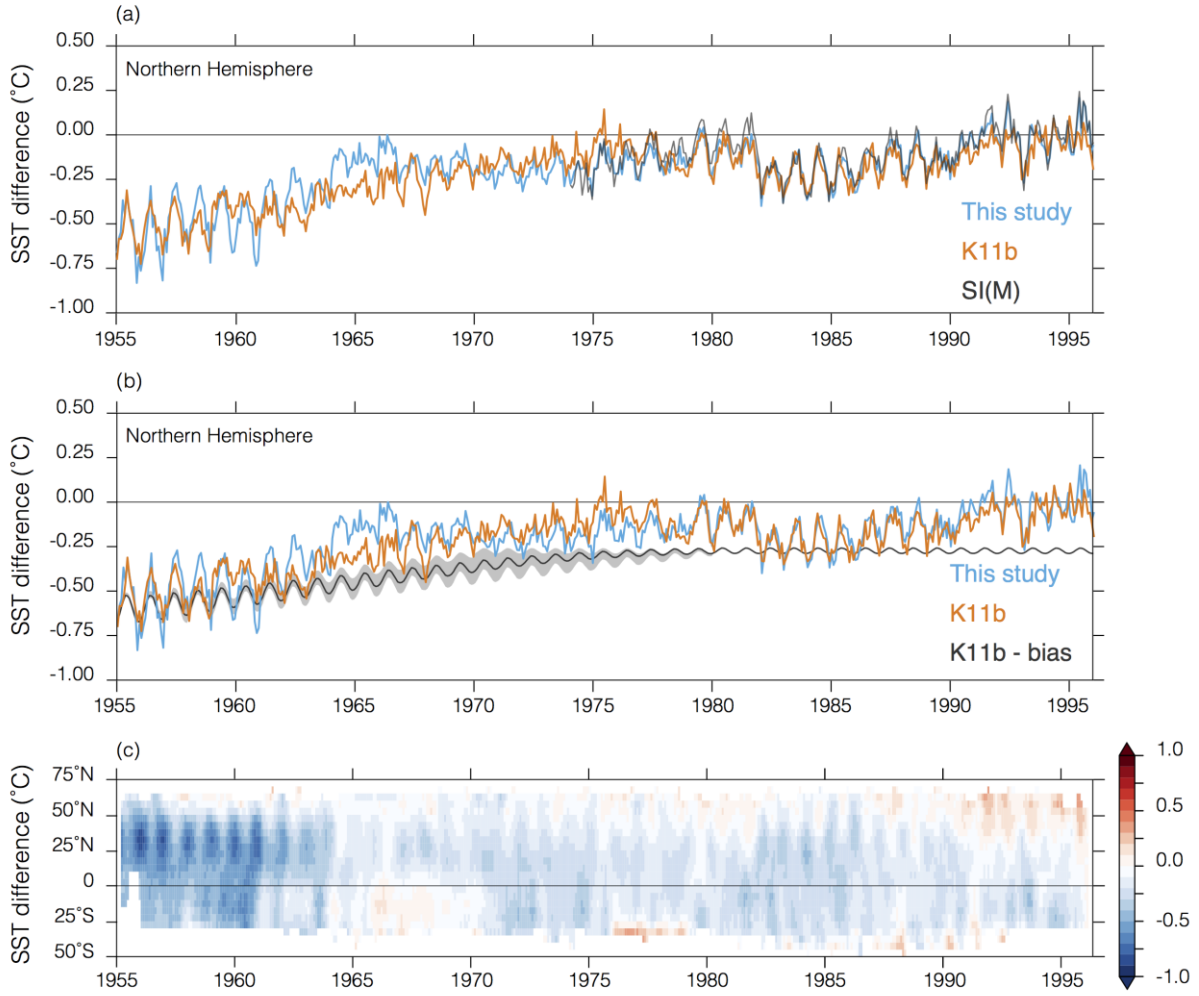 (a)
0.50
Northern Hemisphere
0.25
0.00
-0.25
-0.50
-0.75
-1.00
SST difference (˚C)
This study
K11b
SI(M)
1955 1960 1965 1970 1975 1980 1985 1990 1995
(b)
0.50
Northern Hemisphere
0.25
0.00
-0.25
-0.50
-0.75
-1.00
SST difference (˚C)
This study
K11b
K11b - bias
1955 1960 1965 1970 1975 1980 1985 1990 1995
(c)
75˚N
50˚N
25˚N
0
25˚S
50˚S
SST difference (˚C)
1955 1960 1965 1970 1975 1980 1985 1990 1995
1.0
0.5
0.0
-0.5
-1.0